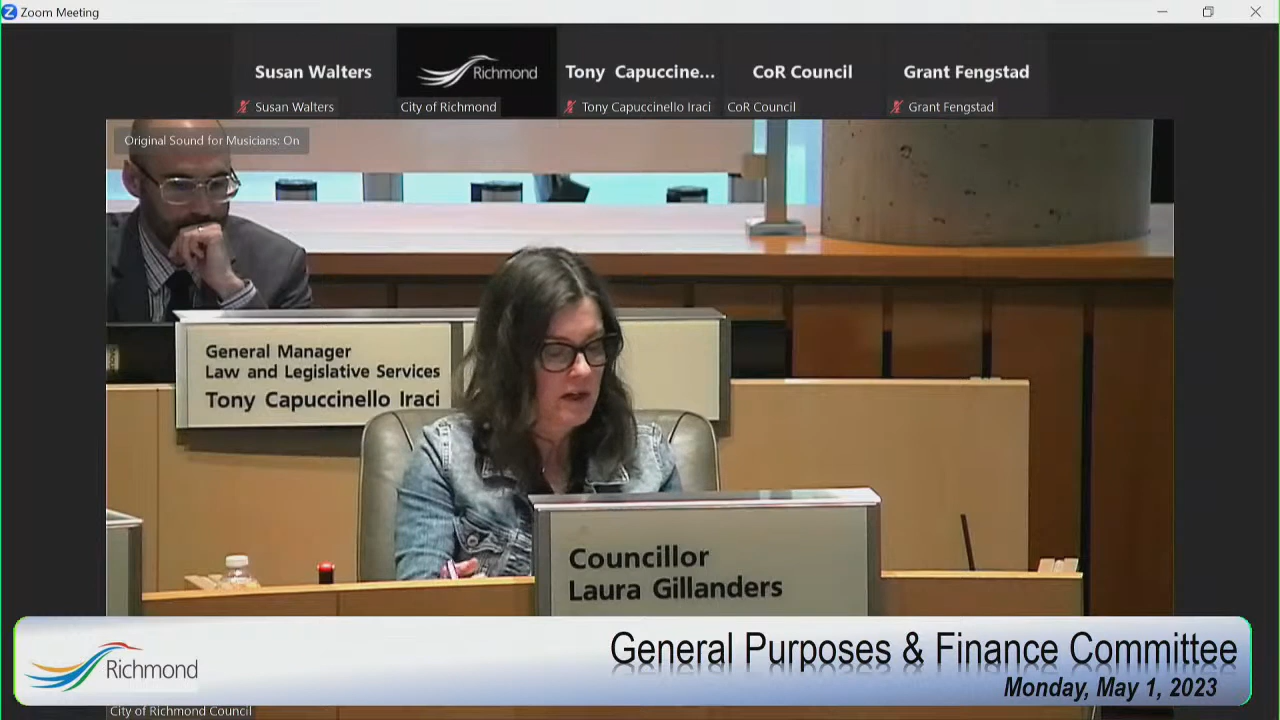 Zoom Meeting
Susan Walters
Richmond
Tony Capuccine...
CoR Council
Grant Fengstad
Susan Walters
City of Richmond
Tony Capuccinello Iraci
CoR Council
Grant Fengstad
Original Sound for Musicians: On
General Manager
Law and Legislative Services
Tony Capuccinello Iraci
Councillor
Laura Gillanders
General Purposes & Finance Committee
Richmond
Monday, May 1, 2023
City of Richmond Council